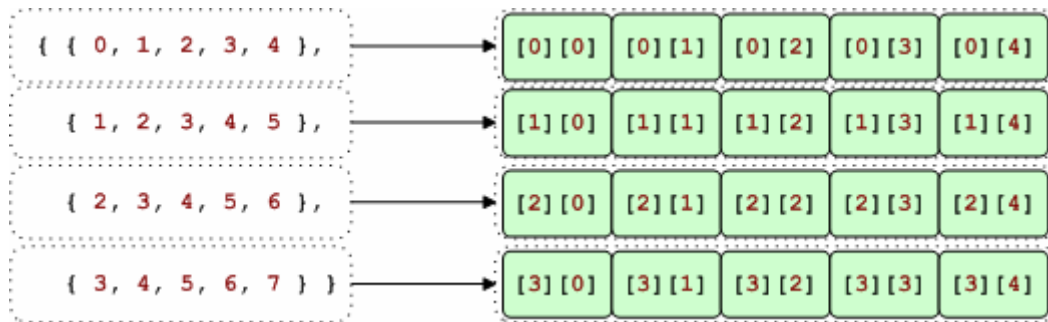 { { 0, 1, 2, 3, 4 }, [0][0] [0][1] [0][2] [0][3] [0][4]
{ 1, 2, 3, 4, 5 }, [1][0] [1][1] [1][2] [1][3] [1][4]
{ 2, 3, 4, 5, 6 }, [2][0] [2][1] [2][2] [2][3] [2][4]
{ 3, 4, 5, 6, 7 } } [3][0] [3][1] [3][2] [3][3] [3][4]